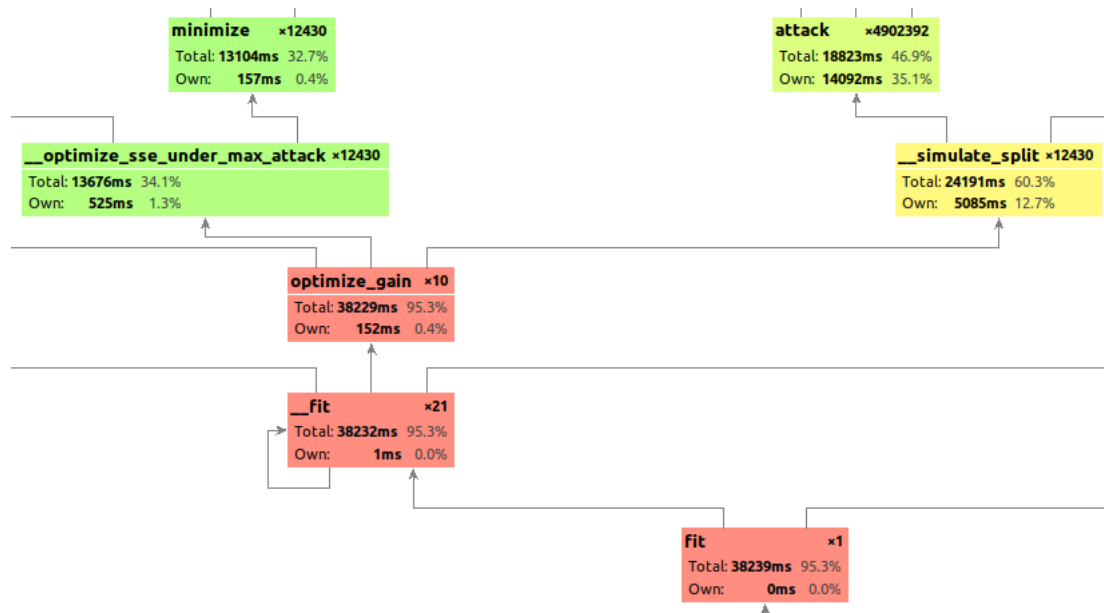 minimize ×12430
Total: 13104ms 32.7%
Own: 157ms 0.4%
attack ×4902392
Total: 18823ms 46.9%
Own: 14092ms 35.1%
__optimize_sse_under_max_attack ×12430
Total: 13676ms 34.1%
Own: 525ms 1.3%
__simulate_split ×12430
Total: 24191ms 60.3%
Own: 5085ms 12.7%
optimize_gain ×10
Total: 38229ms 95.3%
Own: 152ms 0.4%
__fit ×21
Total: 38232ms 95.3%
Own: 1ms 0.0%
fit ×1
Total: 38239ms 95.3%
Own: 0ms 0.0%